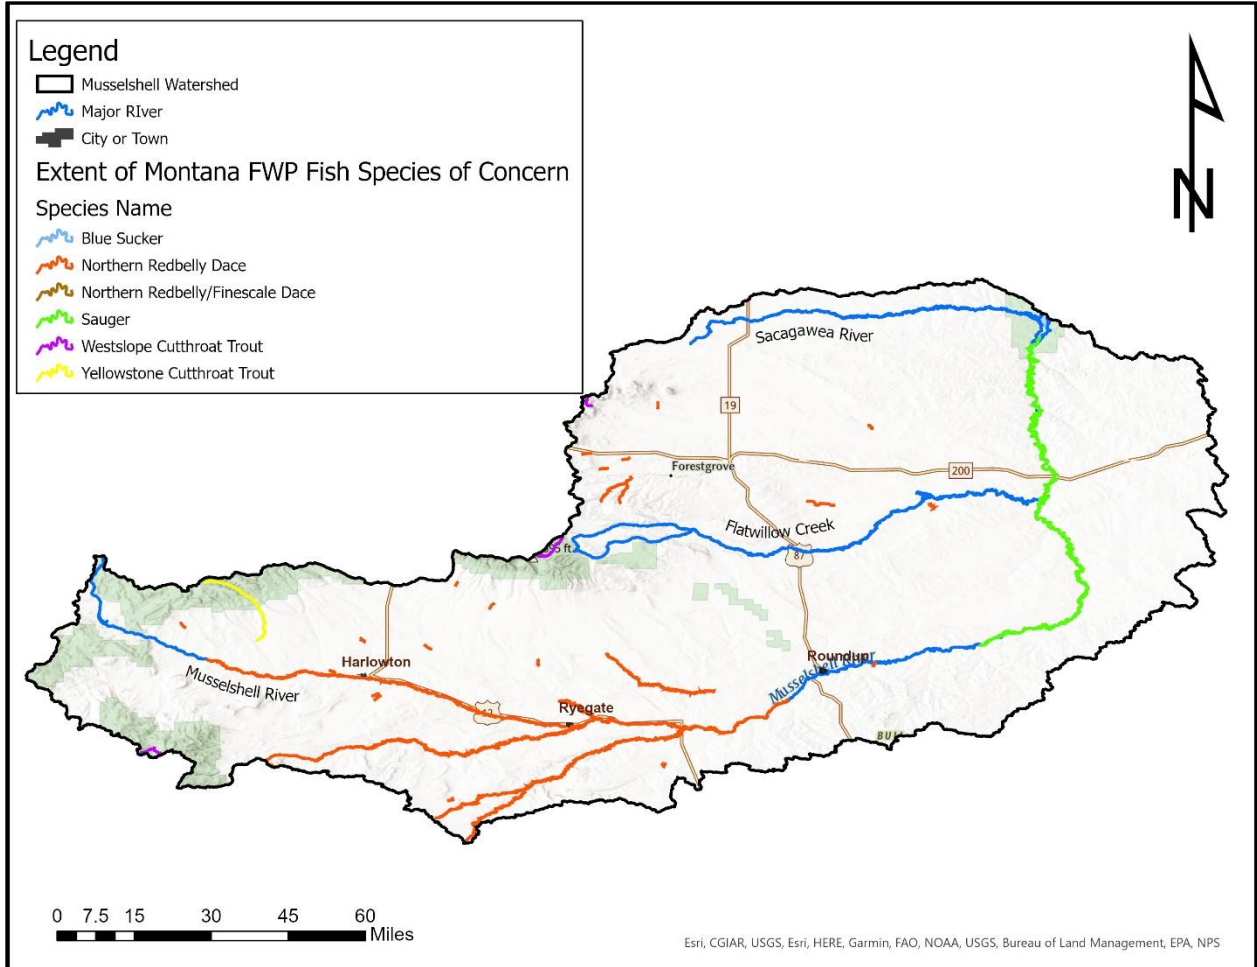 Legend
Musselshell Watershed
Major RIver
City or Town
Extent of Montana FWP Fish Species of Concern
Species Name
Blue Sucker
Northern Redbelly Dace
Northern Redbelly/Finescale Dace
Sauger
Westslope Cutthroat Trout
Yellowstone Cutthroat Trout
N
Sacagawea River
19
Forestgrove
200
Flatwillow Creek
87
Harlowton
Musselshell River
Roundup
Musselshell River
Ryegate
12
0 7.5 15 30 45 60
Miles
Esri, CGIAR, USGS, Esri, HERE, Garmin, FAO, NOAA, USGS, Bureau of Land Management, EPA, NPS